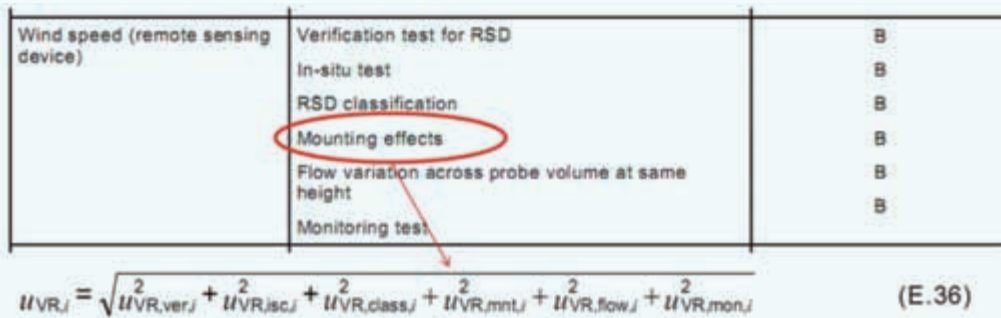 Wind speed (remote sensing Verification test for RSD B
device)
In-situ test B
RSD classification B
Mounting effects B
Flow variation across probe volume at same B
height
B
Monitoring test
u_VR,i = √(u²_VR,ver,i + u²_VR,isc,i + u²_VR,class,i + u²_VR,mnt,i + u²_VR,flow,i + u²_VR,mon,i) (E.36)